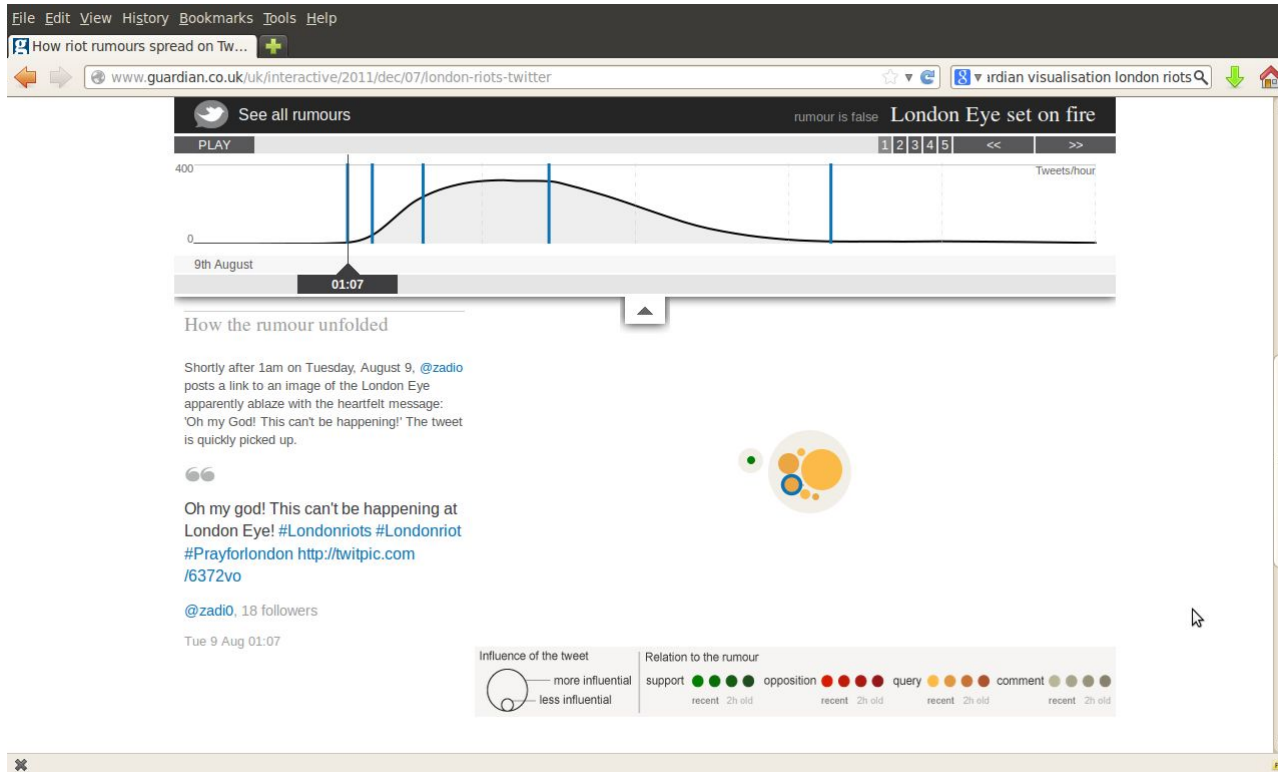 File Edit View History Bookmarks Tools Help
How riot rumours spread on Tw...
www.guardian.co.uk/uk/interactive/2011/dec/07/london-riots-twitter
rdian visualisation london riots
See all rumours
rumour is false London Eye set on fire
PLAY
1 2 3 4 5 << >>
400
Tweets/hour
0
9th August
01:07
How the rumour unfolded
Shortly after 1am on Tuesday, August 9, @zadio
posts a link to an image of the London Eye
apparently ablaze with the heartfelt message:
'Oh my God! This can't be happening!' The tweet
is quickly picked up.
Oh my god! This can't be happening at
London Eye! #Londonriots #Londonriot
#Prayforlondon http://twitpic.com
/6372vo
@zadi0, 18 followers
Tue 9 Aug 01:07
Influence of the tweet
more influential
less influential
Relation to the rumour
support opposition query comment
recent 2h old recent 2h old recent 2h old recent 2h old